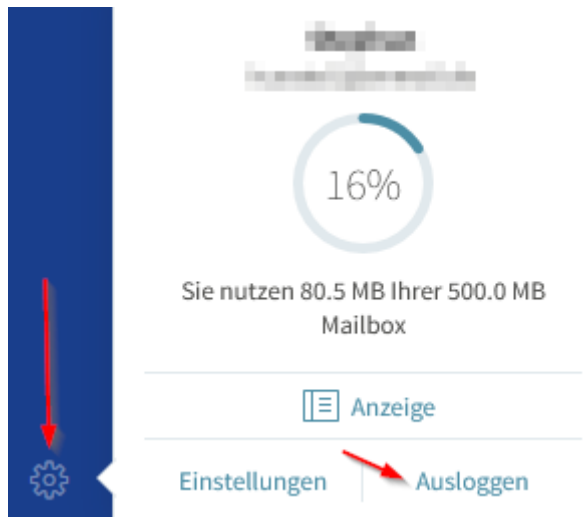 16%
Sie nutzen 80.5 MB Ihrer 500.0 MB
Mailbox
Anzeige
Einstellungen
Ausloggen